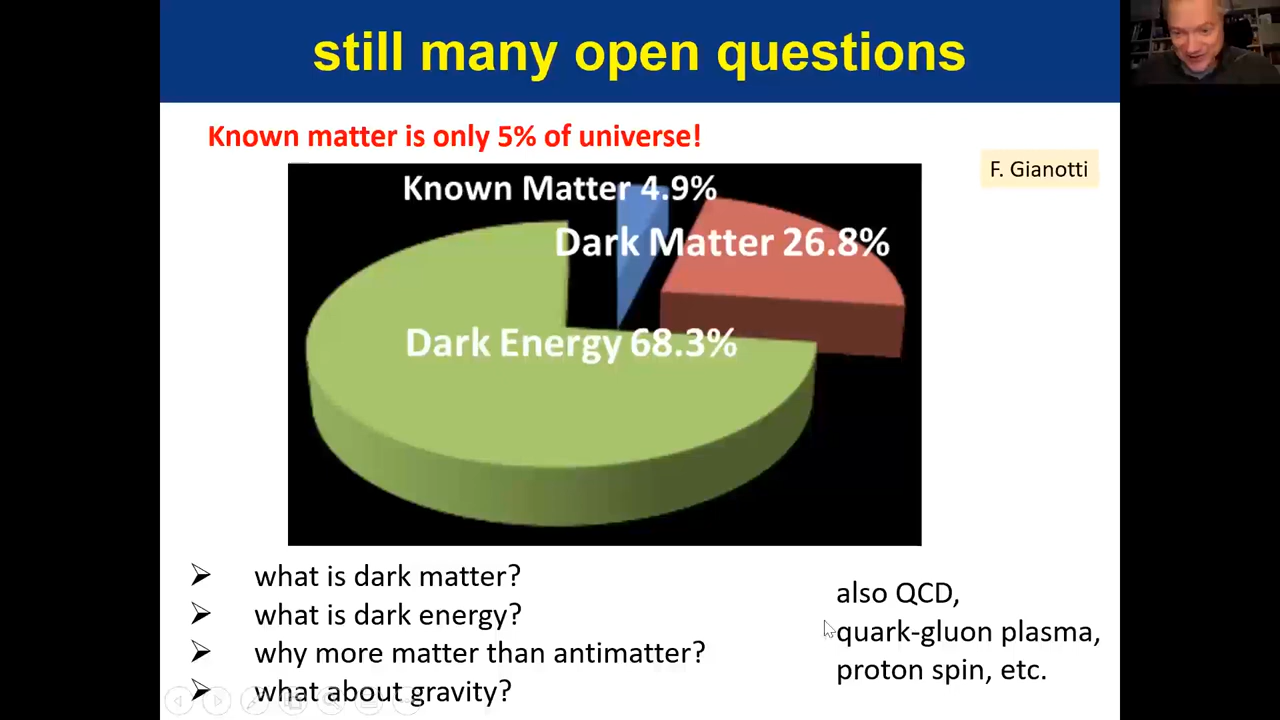 still many open questions
Known matter is only 5% of universe!
F. Gianotti
Known Matter 4.9%
Dark Matter 26.8%
Dark Energy 68.3%
what is dark matter?
what is dark energy?
why more matter than antimatter?
what about gravity?
also QCD,
quark-gluon plasma,
proton spin, etc.